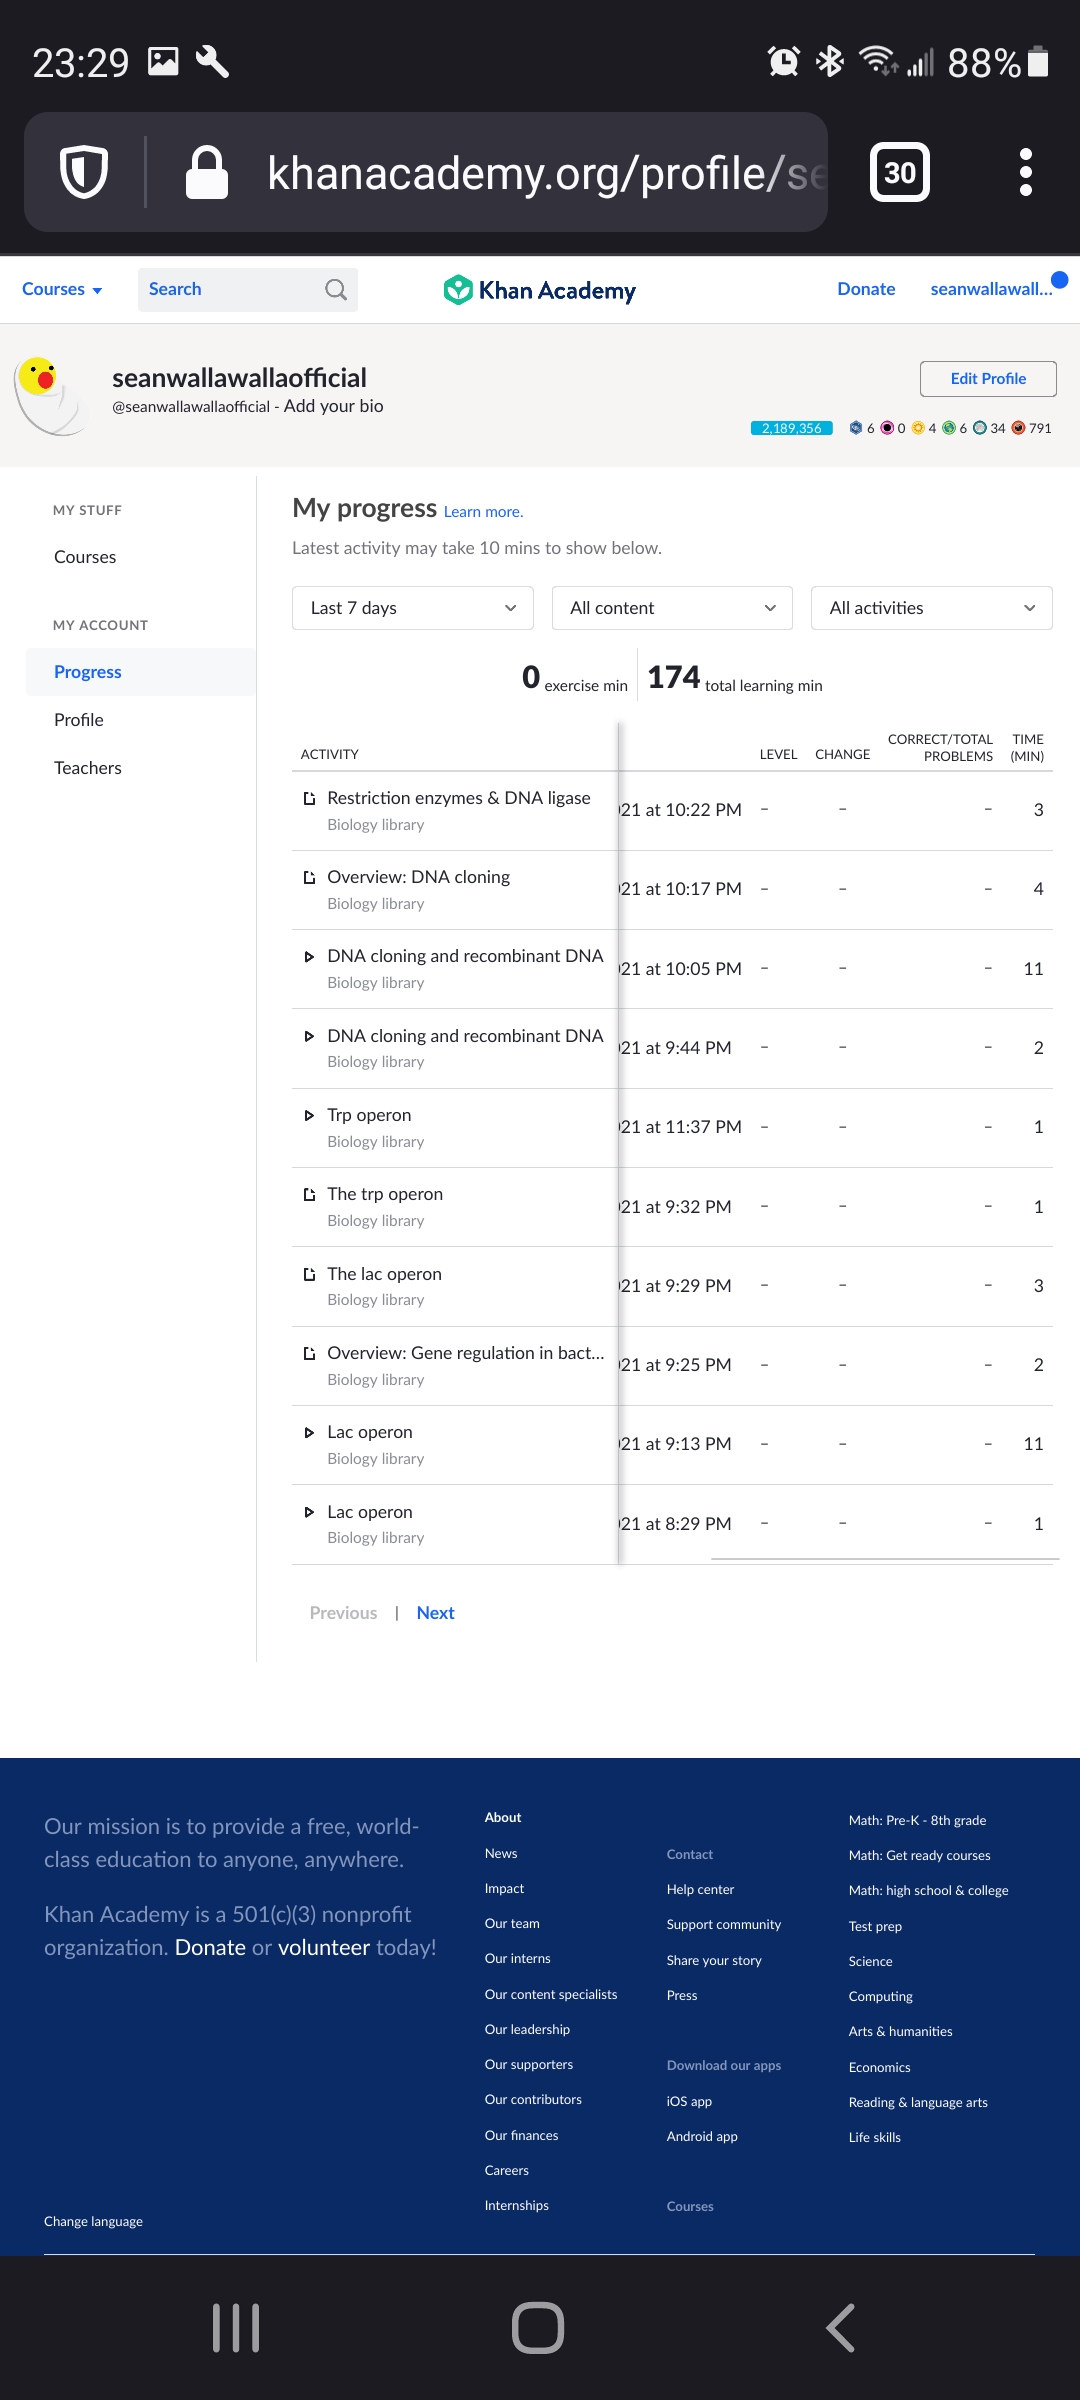 23:29
88%
khanacademy.org/profile/se
30
Courses
Search
Khan Academy
Donate
seanwallawall...
seanwallawallaofficial
@seanwallawallaofficial - Add your bio
Edit Profile
2,189,356 6 0 4 6 34 791
MY STUFF
Courses
MY ACCOUNT
Progress
Profile
Teachers
My progress Learn more.
Latest activity may take 10 mins to show below.
Last 7 days
All content
All activities
0 exercise min
174 total learning min
ACTIVITY LEVEL CHANGE CORRECT/TOTAL PROBLEMS TIME (MIN)
Restriction enzymes & DNA ligase 21 at 10:22 PM – – – 3
Biology library
Overview: DNA cloning 21 at 10:17 PM – – – 4
Biology library
DNA cloning and recombinant DNA 21 at 10:05 PM – – – 11
Biology library
DNA cloning and recombinant DNA 21 at 9:44 PM – – – 2
Biology library
Trp operon 21 at 11:37 PM – – – 1
Biology library
The trp operon 21 at 9:32 PM – – – 1
Biology library
The lac operon 21 at 9:29 PM – – – 3
Biology library
Overview: Gene regulation in bact... 21 at 9:25 PM – – – 2
Biology library
Lac operon 21 at 9:13 PM – – – 11
Biology library
Lac operon 21 at 8:29 PM – – – 1
Biology library
Previous | Next
Our mission is to provide a free, world-
class education to anyone, anywhere.
Khan Academy is a 501(c)(3) nonprofit
organization. Donate or volunteer today!
Change language
About
News
Impact
Our team
Our interns
Our content specialists
Our leadership
Our supporters
Our contributors
Our finances
Careers
Internships
Contact
Help center
Support community
Share your story
Press
Download our apps
iOS app
Android app
Courses
Math: Pre-K - 8th grade
Math: Get ready courses
Math: high school & college
Test prep
Science
Computing
Arts & humanities
Economics
Reading & language arts
Life skills